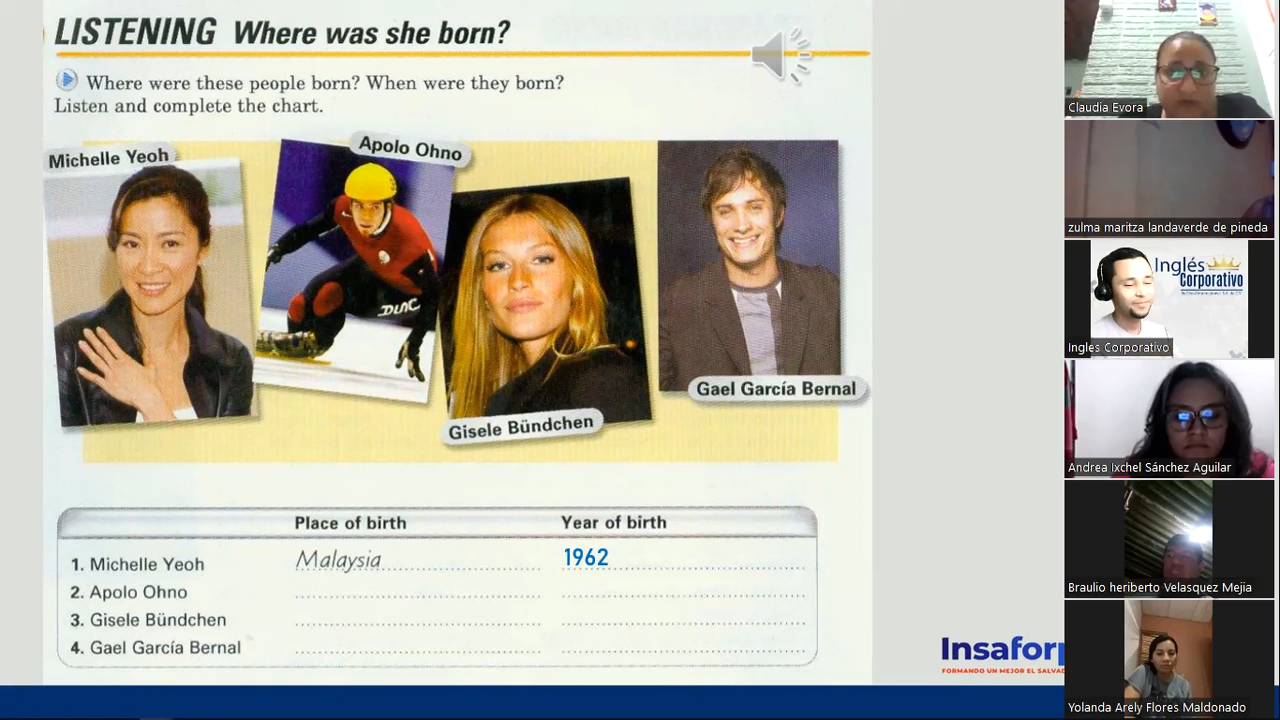 LISTENING Where was she born?
Where were these people born? When were they born?
Listen and complete the chart.
Michelle Yeoh
Apolo Ohno
Gisele Bündchen
Gael García Bernal
Place of birth Year of birth
1. Michelle Yeoh Malaysia 1962
2. Apolo Ohno
3. Gisele Bündchen
4. Gael García Bernal
Insaforp
FORMANDO UN MEJOR EL SALVA
Claudia Evora
zulma maritza landaverde de pineda
Inglés
Corporativo
Ingles Corporativo
Andrea Ixchel Sánchez Aguilar
Braulio heriberto Velasquez Mejia
Yolanda Arely Flores Maldonado